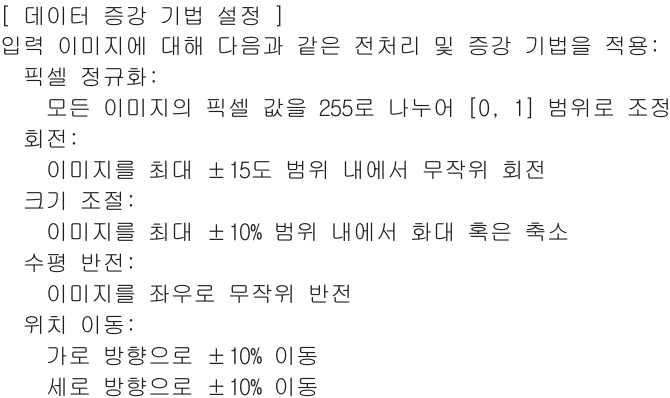 [ 데이터 증강 기법 설정 ]
입력 이미지에 대해 다음과 같은 전처리 및 증강 기법을 적용:
픽셀 정규화:
모든 이미지의 픽셀 값을 255로 나누어 [0, 1] 범위로 조정
회전:
이미지를 최대 ±15도 범위 내에서 무작위 회전
크기 조절:
이미지를 최대 ±10% 범위 내에서 화대 혹은 축소
수평 반전:
이미지를 좌우로 무작위 반전
위치 이동:
가로 방향으로 ±10% 이동
세로 방향으로 ±10% 이동